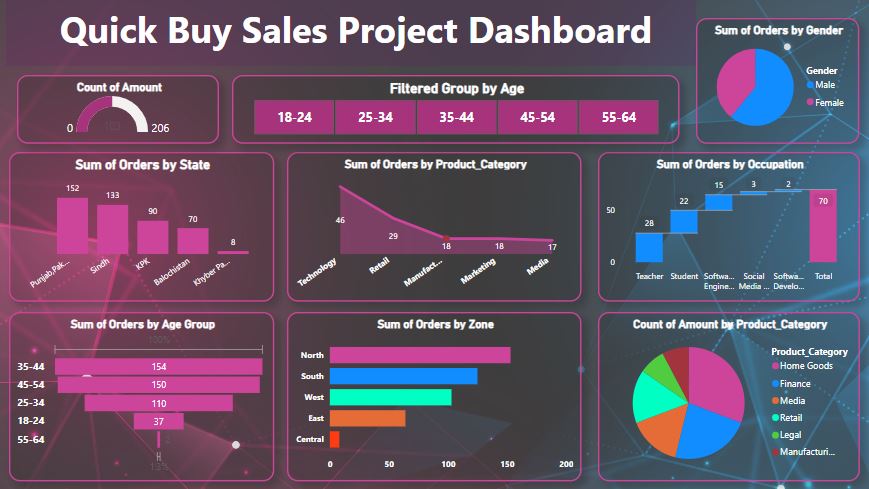 Quick Buy Sales Project Dashboard
Sum of Orders by Gender
Gender
Male
Female
Count of Amount
0
103
206
Filtered Group by Age
18-24 25-34 35-44 45-54 55-64
Sum of Orders by State
152
133
90
70
8
Punjab,Pak... Sindh KPK Balochistan Khyber Pa...
Sum of Orders by Product_Category
46
29
18
18
17
Technology Retail Manufact... Marketing Media
Sum of Orders by Occupation
50
0
28
22
15
3
2
70
Teacher Student Softwa... Social Softwa... Total
Engine... Media ... Develo...
Sum of Orders by Age Group
100%
35-44 154
45-54 150
25-34 110
18-24 37
55-64 2
1.3%
Sum of Orders by Zone
North
South
West
East
Central
0 50 100 150 200
Count of Amount by Product_Category
Product_Category
Home Goods
Finance
Media
Retail
Legal
Manufacturi...